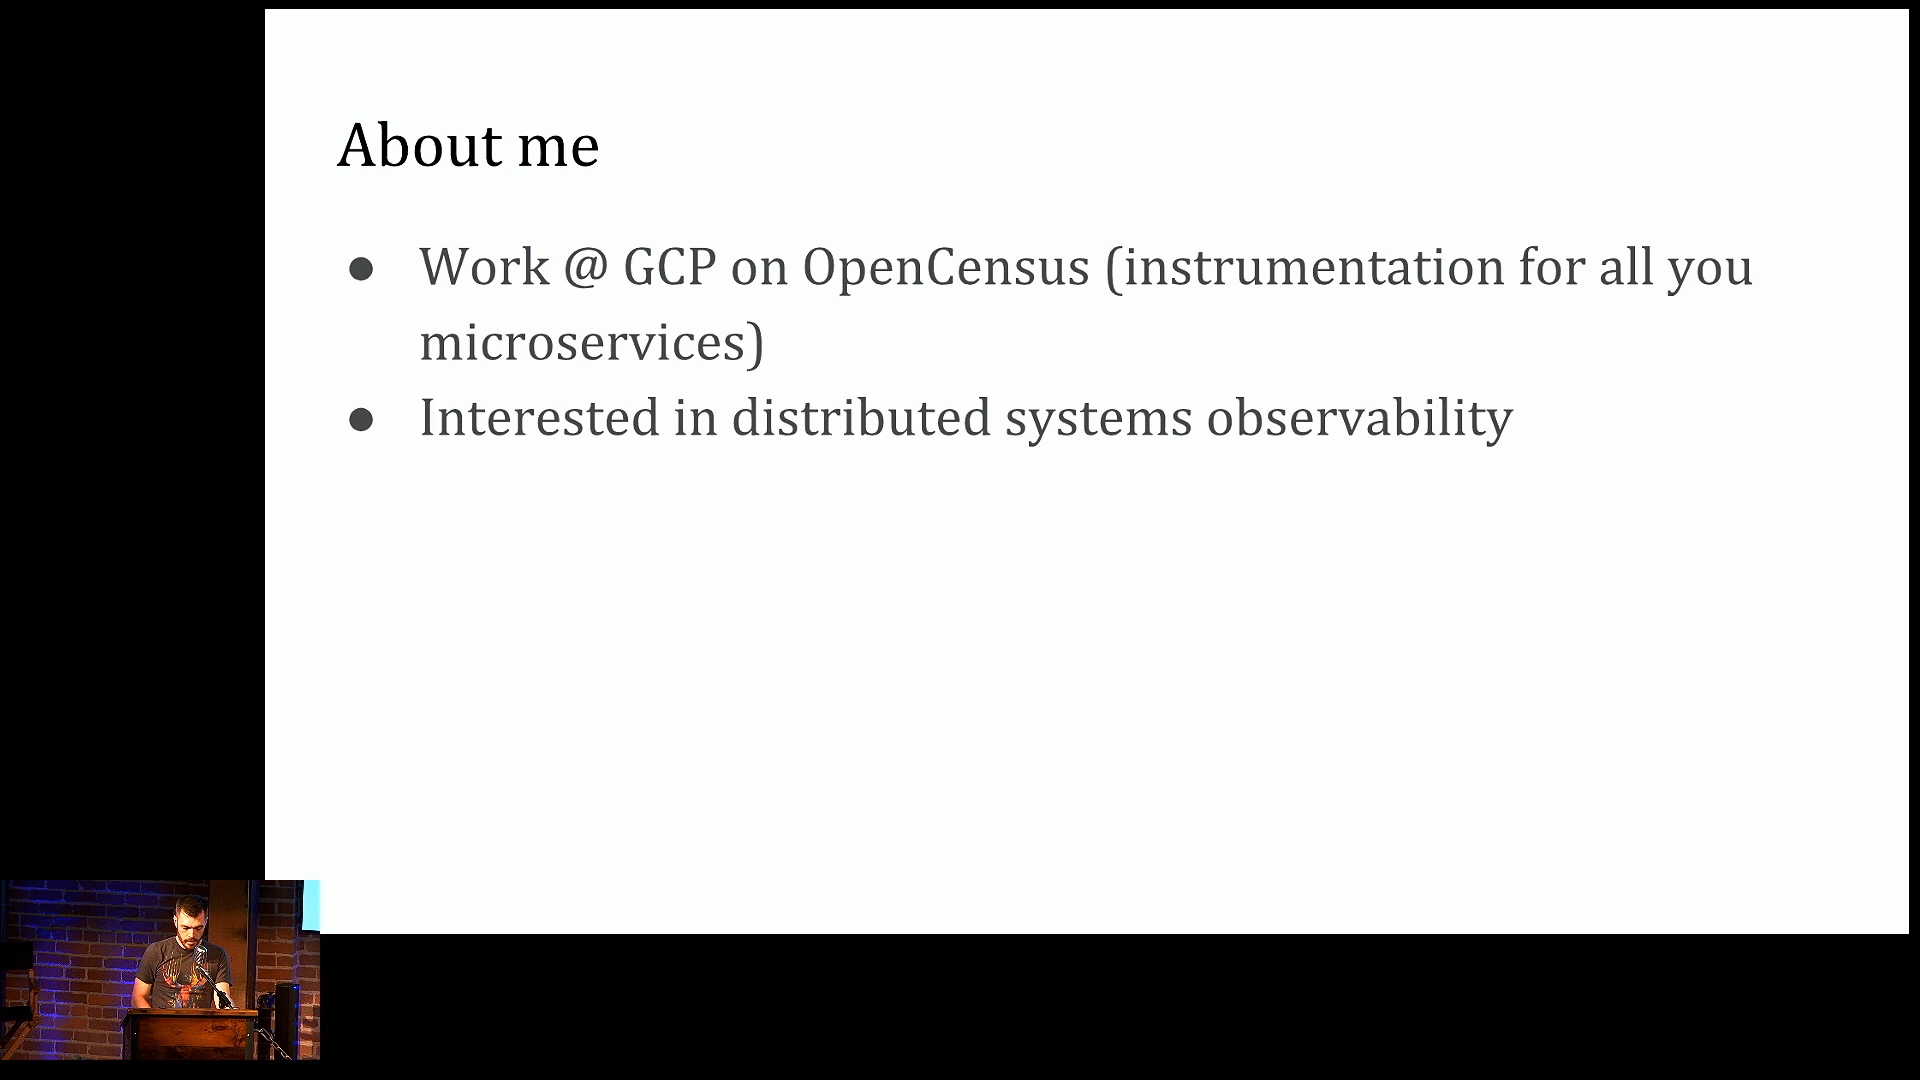 About me
● Work @ GCP on OpenCensus (instrumentation for all you
microservices)
● Interested in distributed systems observability